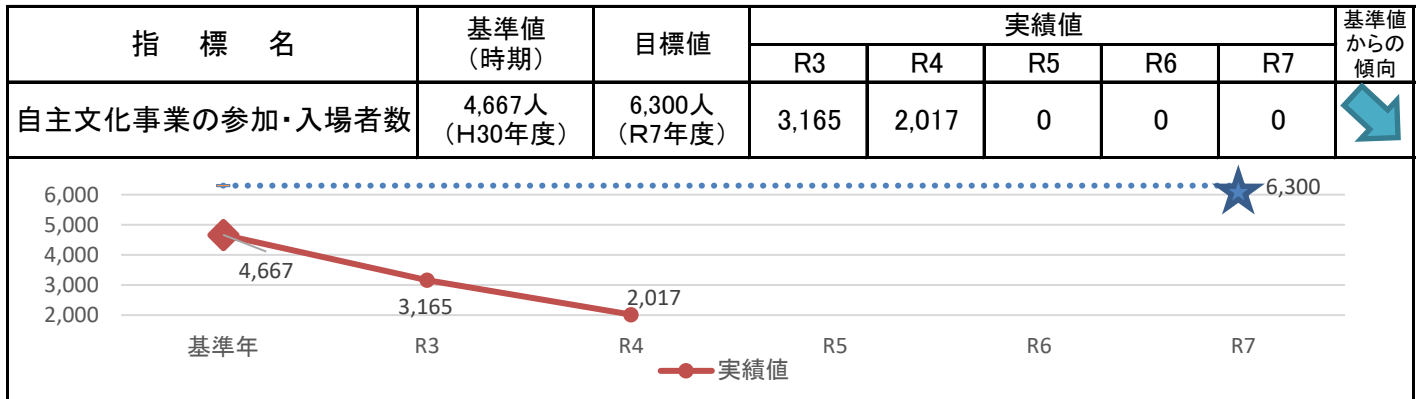 指 標 名 基準値（時期） 目標値 実績値 基準値からの傾向
R3 R4 R5 R6 R7
自主文化事業の参加・入場者数 4,667人（H30年度） 6,300人（R7年度） 3,165 2,017 0 0 0
6,000 6,300
5,000
4,000 4,667
3,000 3,165
2,000 2,017
基準年 R3 R4 R5 R6 R7
実績値